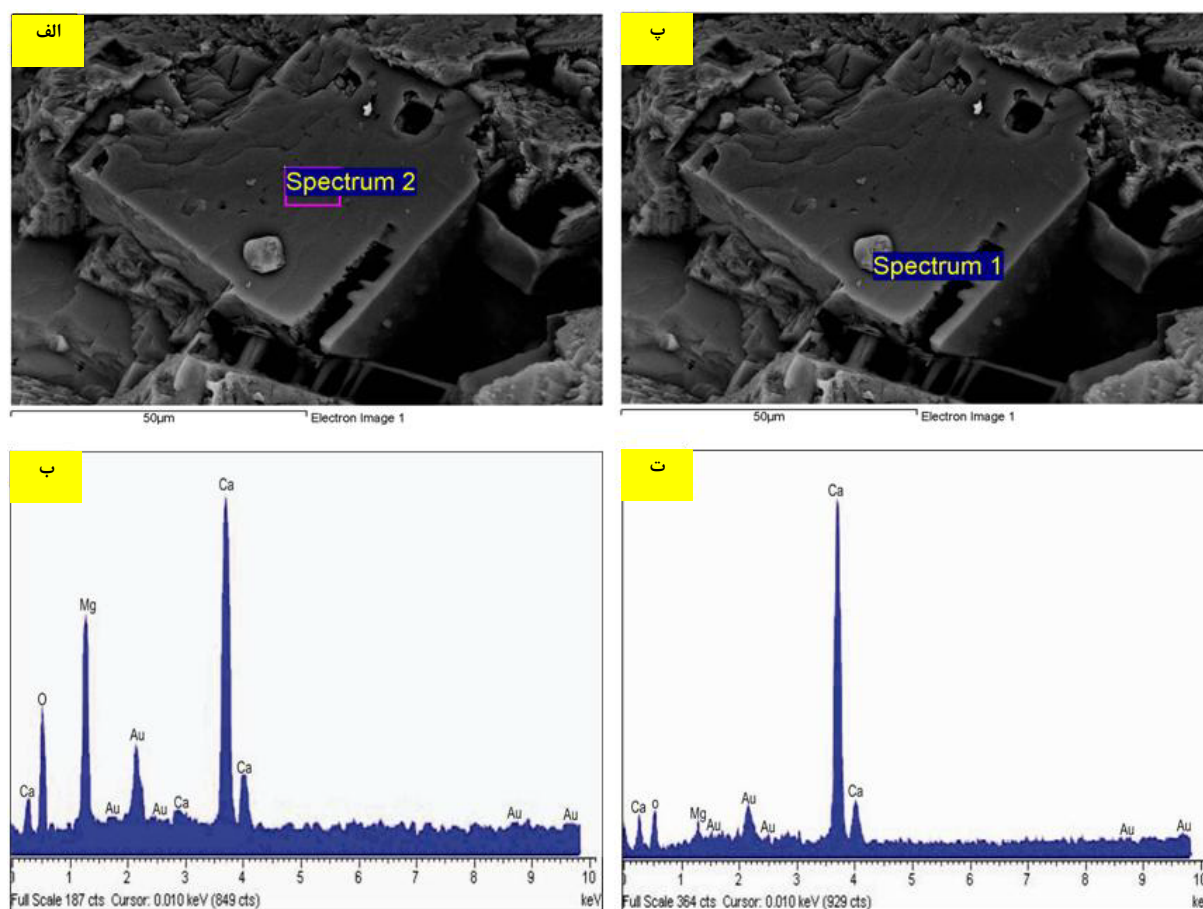 الف
Spectrum 2
50µm
Electron Image 1
پ
Spectrum 1
50µm
Electron Image 1
ب
Ca
Mg
O
Au
Ca
Ca
Au
Au
Ca
Au
Au
0 1 2 3 4 5 6 7 8 9 10
Full Scale 187 cts Cursor: 0.010 keV (849 cts)
keV
ت
Ca
Ca
Ca
O
Mg
Au
Au
Au
Au
Au
0 1 2 3 4 5 6 7 8 9 10
Full Scale 364 cts Cursor: 0.010 keV (929 cts)